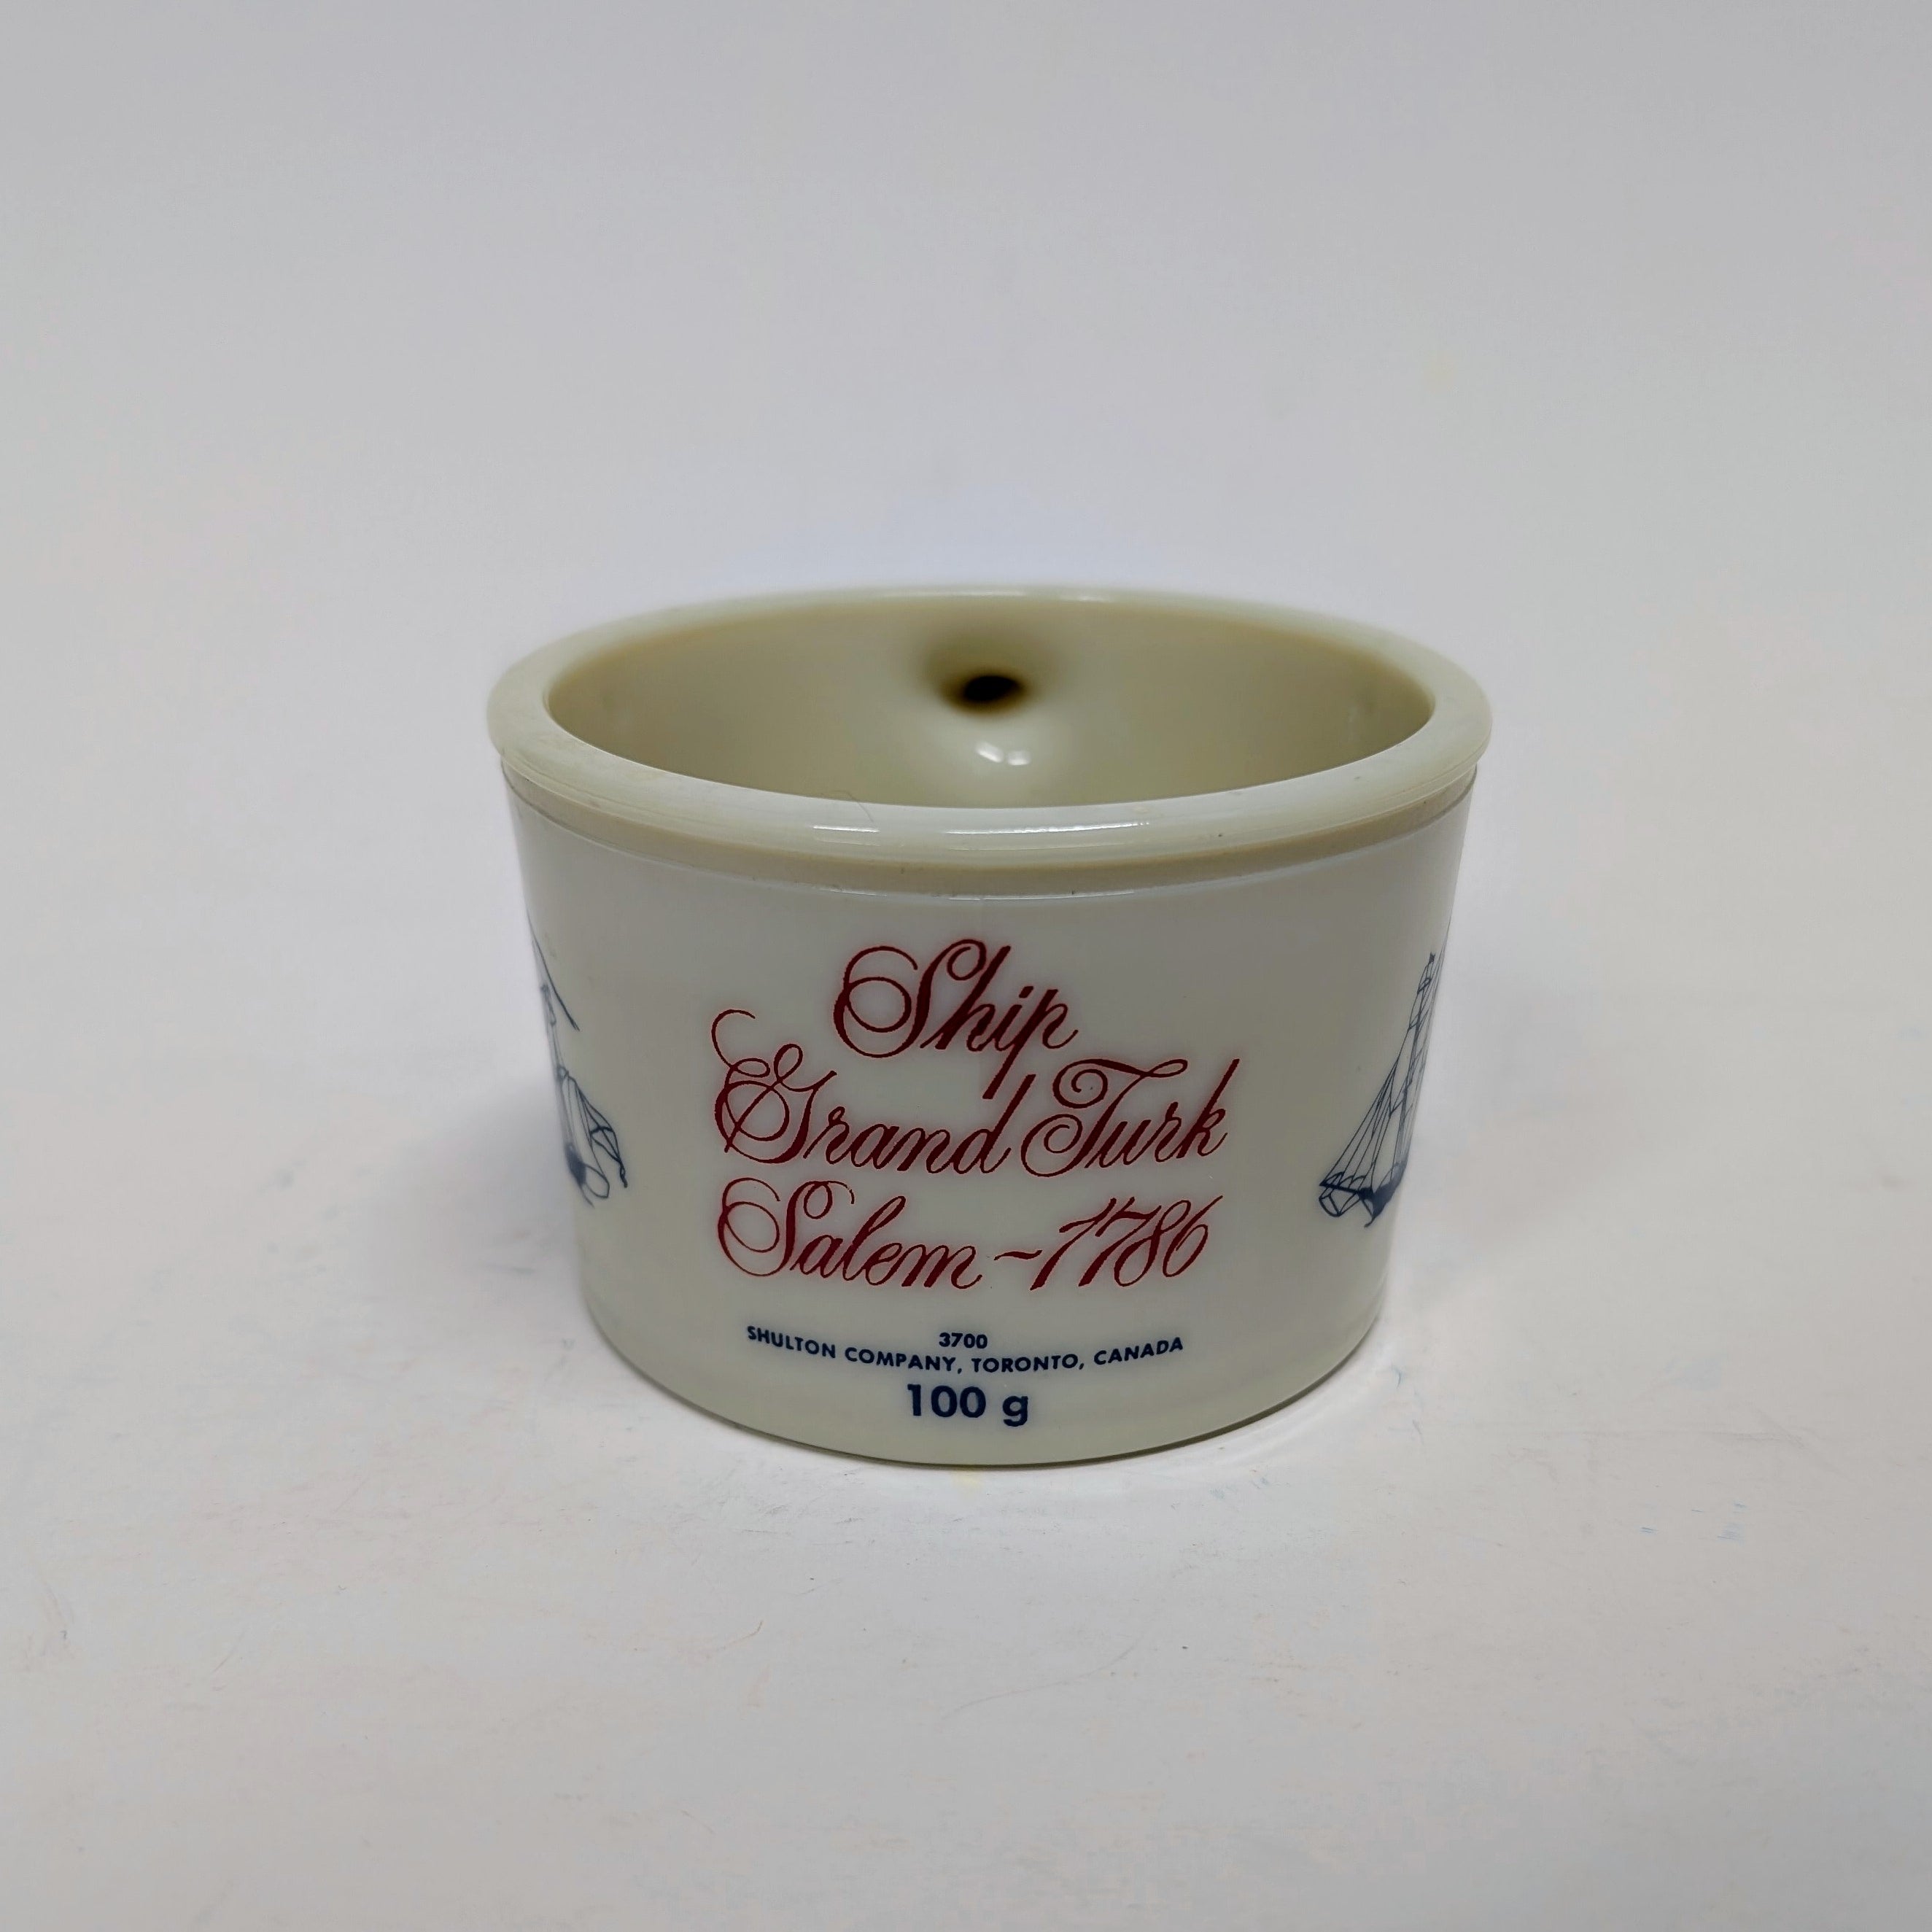 Ship
Grand Turk
Salem ~ 1786
3700
SHULTON COMPANY, TORONTO, CANADA
100 g